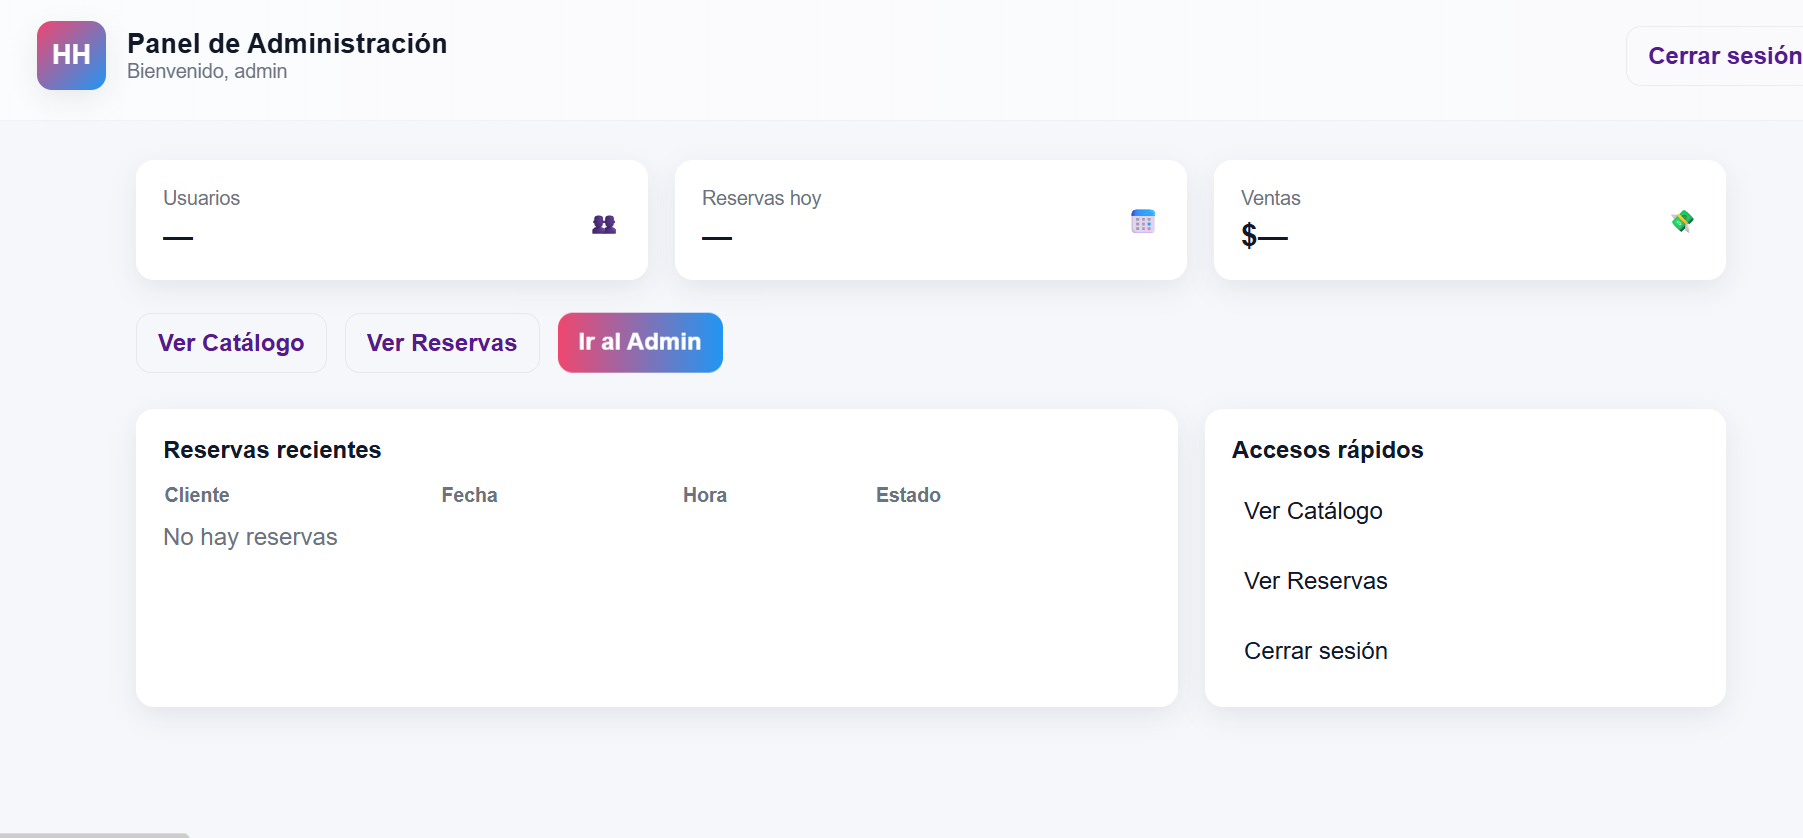 HH
Panel de Administración
Bienvenido, admin
Cerrar sesión
Usuarios
—
Reservas hoy
—
Ventas
$—
Ver Catálogo
Ver Reservas
Ir al Admin
Reservas recientes
Cliente Fecha Hora Estado
No hay reservas
Accesos rápidos
Ver Catálogo
Ver Reservas
Cerrar sesión